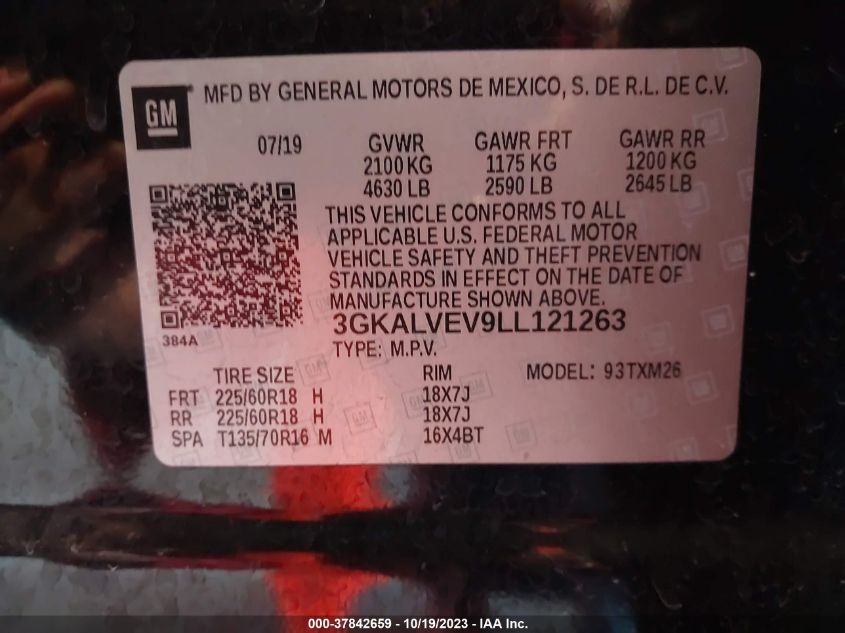 GM
MFD BY GENERAL MOTORS DE MEXICO, S. DE R.L. DE C.V.
07/19 GVWR GAWR FRT GAWR RR
2100 KG 1175 KG 1200 KG
4630 LB 2590 LB 2645 LB
THIS VEHICLE CONFORMS TO ALL
APPLICABLE U.S. FEDERAL MOTOR
VEHICLE SAFETY AND THEFT PREVENTION
STANDARDS IN EFFECT ON THE DATE OF
MANUFACTURE SHOWN ABOVE.
3GKALVEV9LL121263
384A
TYPE: M.P.V.
TIRE SIZE RIM MODEL: 93TXM26
FRT 225/60R18 H 18X7J
RR 225/60R18 H 18X7J
SPA T135/70R16 M 16X4BT
000-37842659 - 10/19/2023 - IAA Inc.